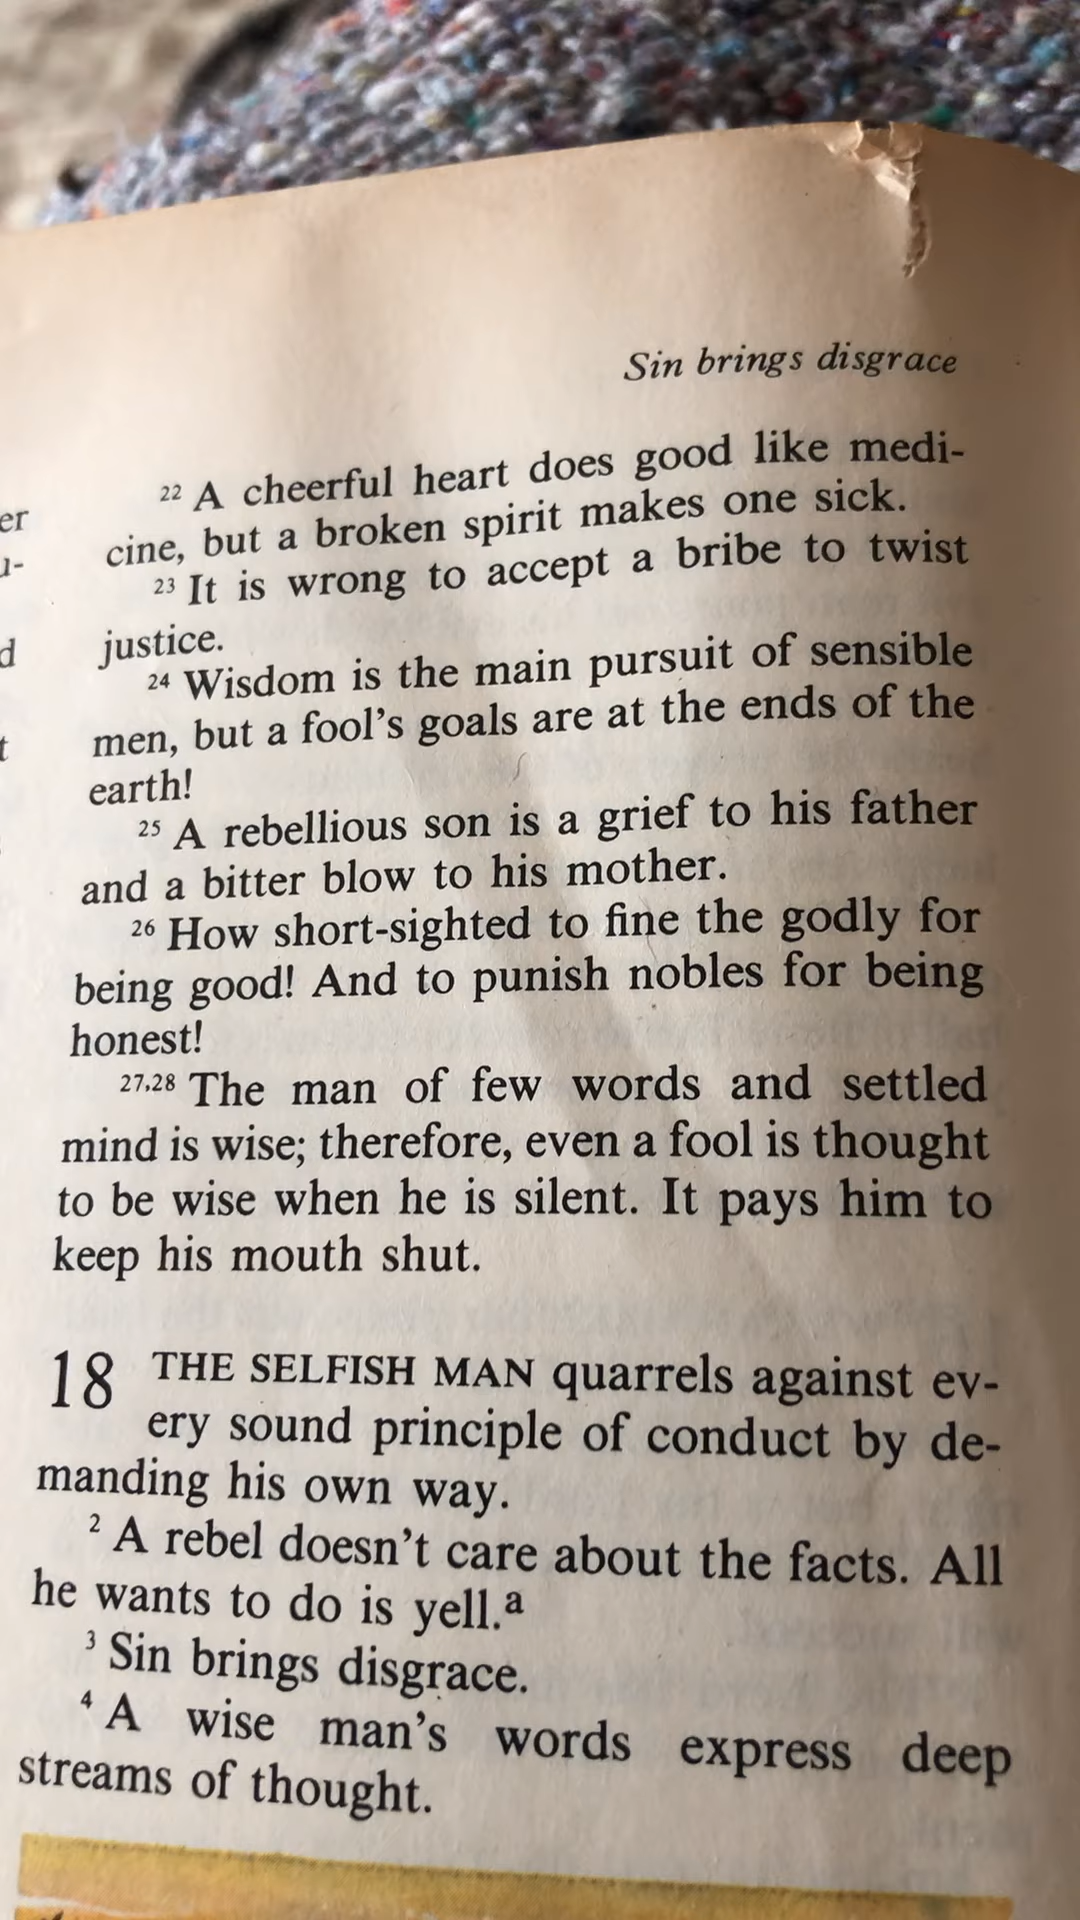 Sin brings disgrace
er
u-
d
t
22 A cheerful heart does good like medi-
cine, but a broken spirit makes one sick.
23 It is wrong to accept a bribe to twist
justice.
24 Wisdom is the main pursuit of sensible
men, but a fool's goals are at the ends of the
earth!
25 A rebellious son is a grief to his father
and a bitter blow to his mother.
26 How short-sighted to fine the godly for
being good! And to punish nobles for being
honest!
27,28 The man of few words and settled
mind is wise; therefore, even a fool is thought
to be wise when he is silent. It pays him to
keep his mouth shut.
18 THE SELFISH MAN quarrels against ev-
ery sound principle of conduct by de-
manding his own way.
2 A rebel doesn't care about the facts. All
he wants to do is yell.a
3 Sin brings disgrace.
4 A wise man's words express deep
streams of thought.